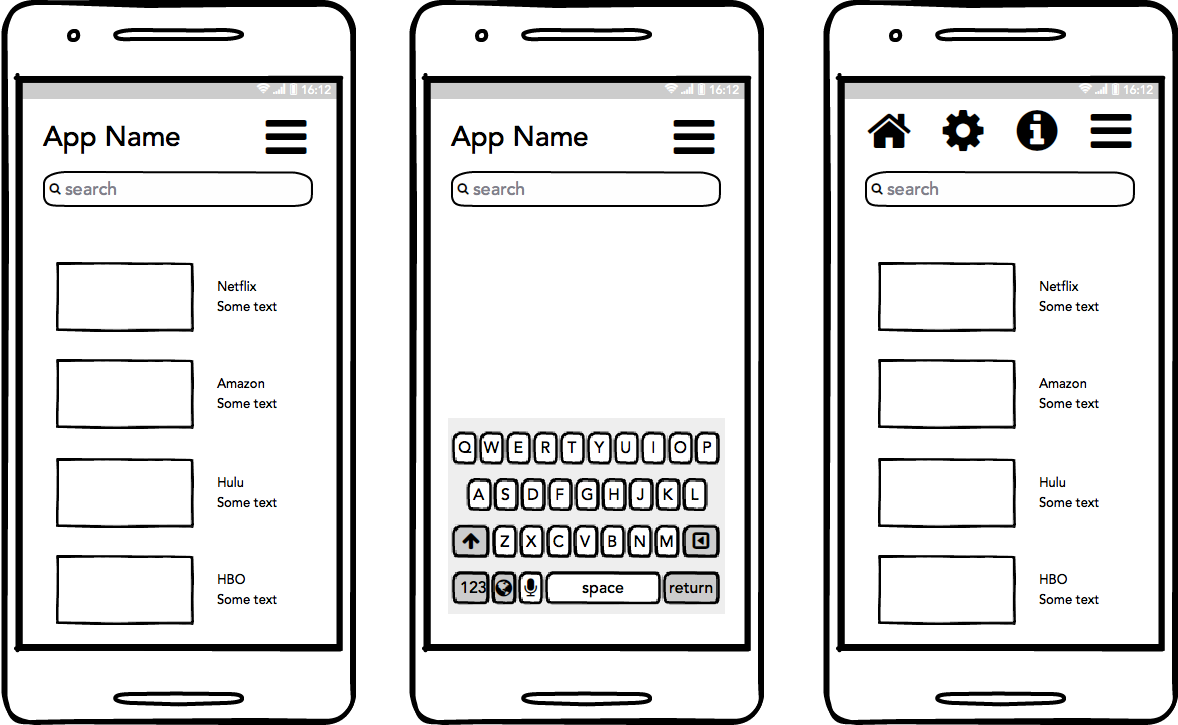 16:12
App Name
search
Netflix
Some text
Amazon
Some text
Hulu
Some text
HBO
Some text
16:12
App Name
search
Q W E R T Y U I O P
A S D F G H J K L
Z X C V B N M
123 space return
16:12
search
Netflix
Some text
Amazon
Some text
Hulu
Some text
HBO
Some text